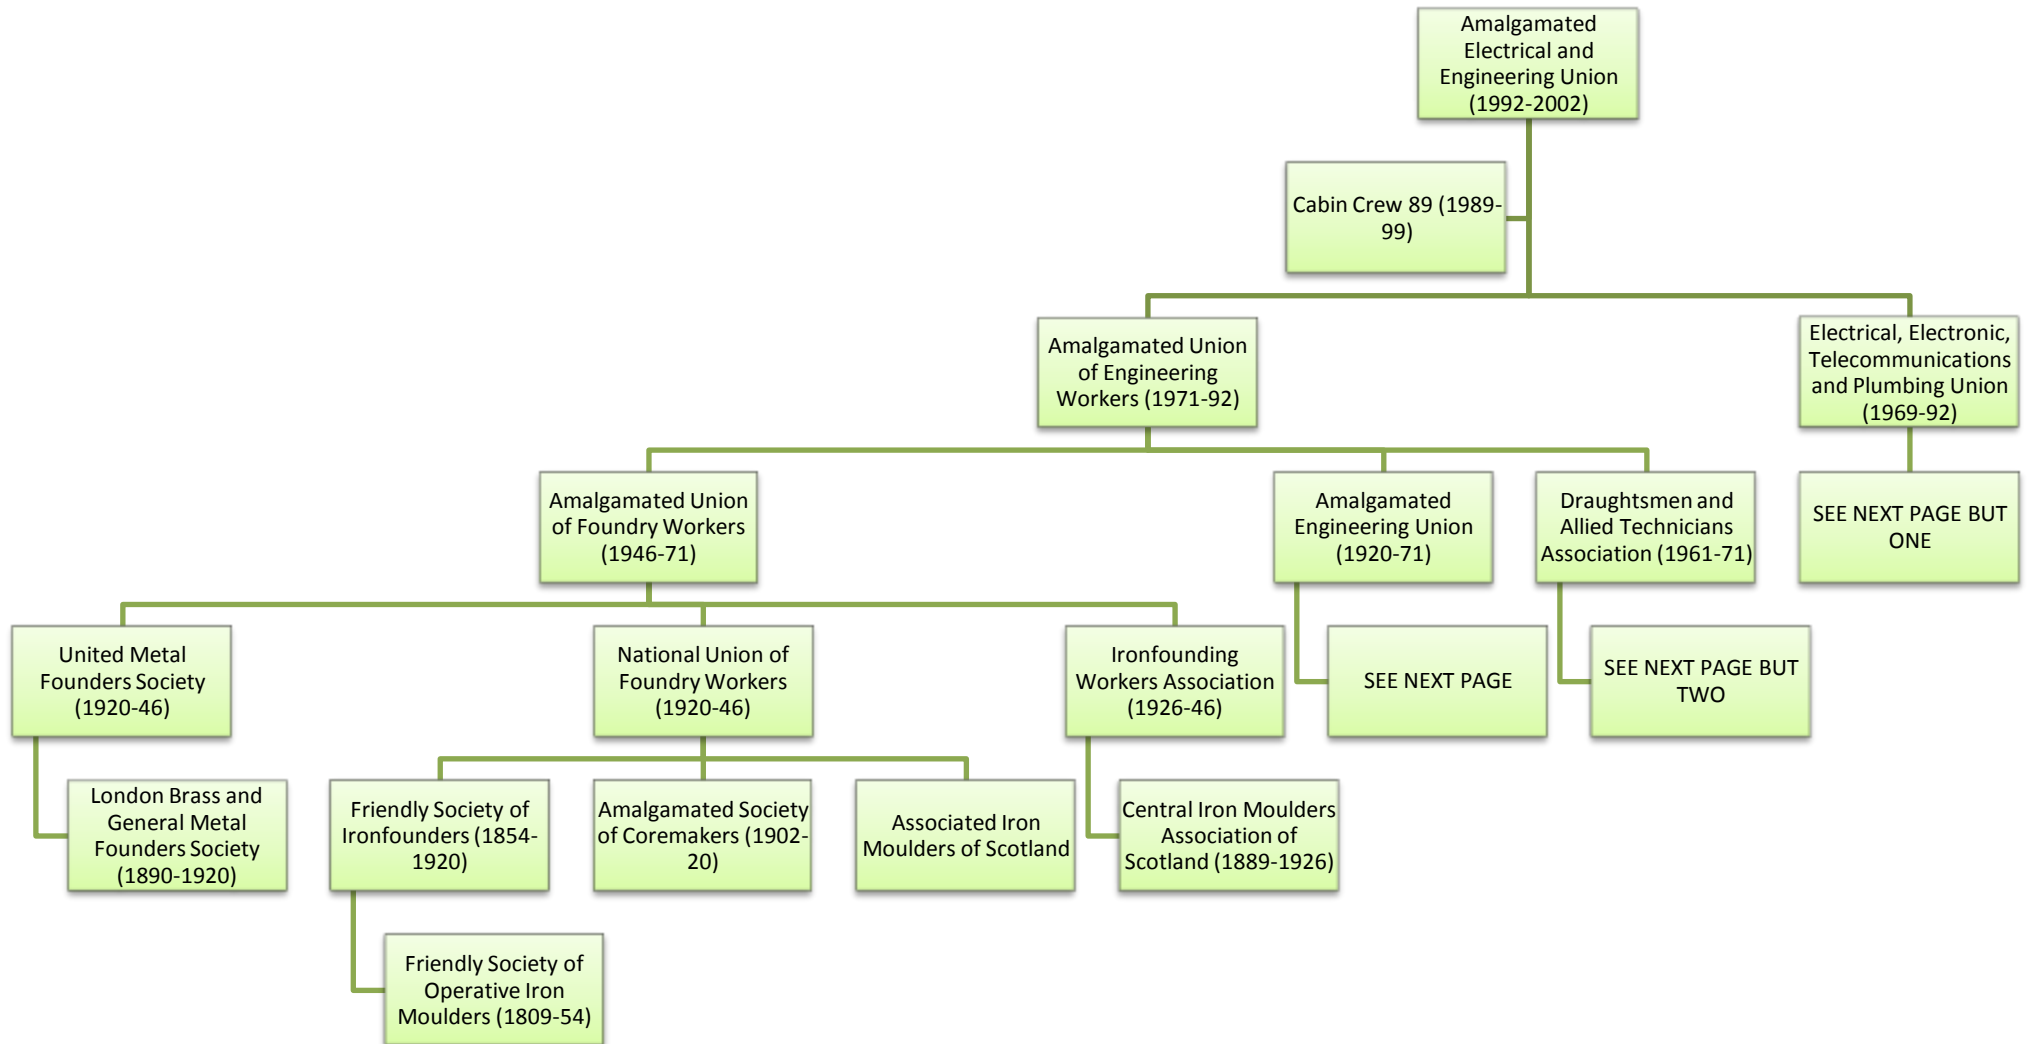 Amalgamated
Electrical and
Engineering Union
(1992-2002)
Cabin Crew 89 (1989-
99)
Amalgamated Union
of Engineering
Workers (1971-92)
Electrical, Electronic,
Telecommunications
and Plumbing Union
(1969-92)
Amalgamated Union
of Foundry Workers
(1946-71)
Amalgamated
Engineering Union
(1920-71)
Draughtsmen and
Allied Technicians
Association (1961-71)
SEE NEXT PAGE BUT
ONE
United Metal
Founders Society
(1920-46)
National Union of
Foundry Workers
(1920-46)
Ironfounding
Workers Association
(1926-46)
SEE NEXT PAGE
SEE NEXT PAGE BUT
TWO
London Brass and
General Metal
Founders Society
(1890-1920)
Friendly Society of
Ironfounders (1854-
1920)
Amalgamated Society
of Coremakers (1902-
20)
Associated Iron
Moulders of Scotland
Central Iron Moulders
Association of
Scotland (1889-1926)
Friendly Society of
Operative Iron
Moulders (1809-54)